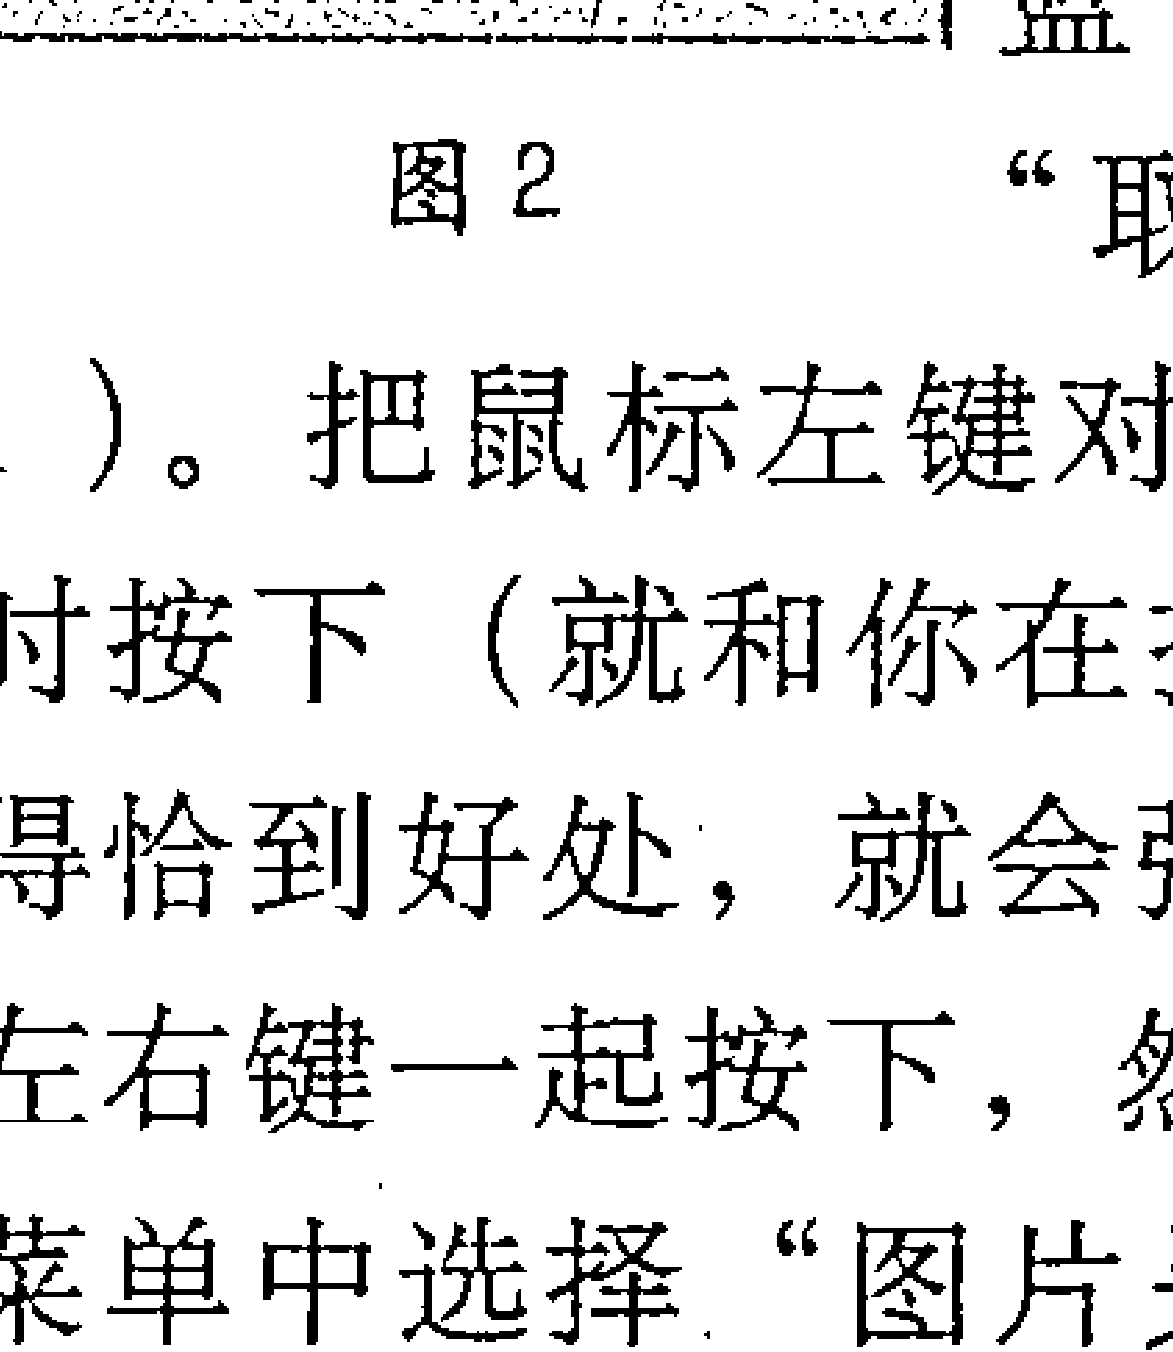 图 2
“
）。把鼠标左键对
时按下（就和你在
得恰到好处，就会
左右键一起按下，然
菜单中选择“图片